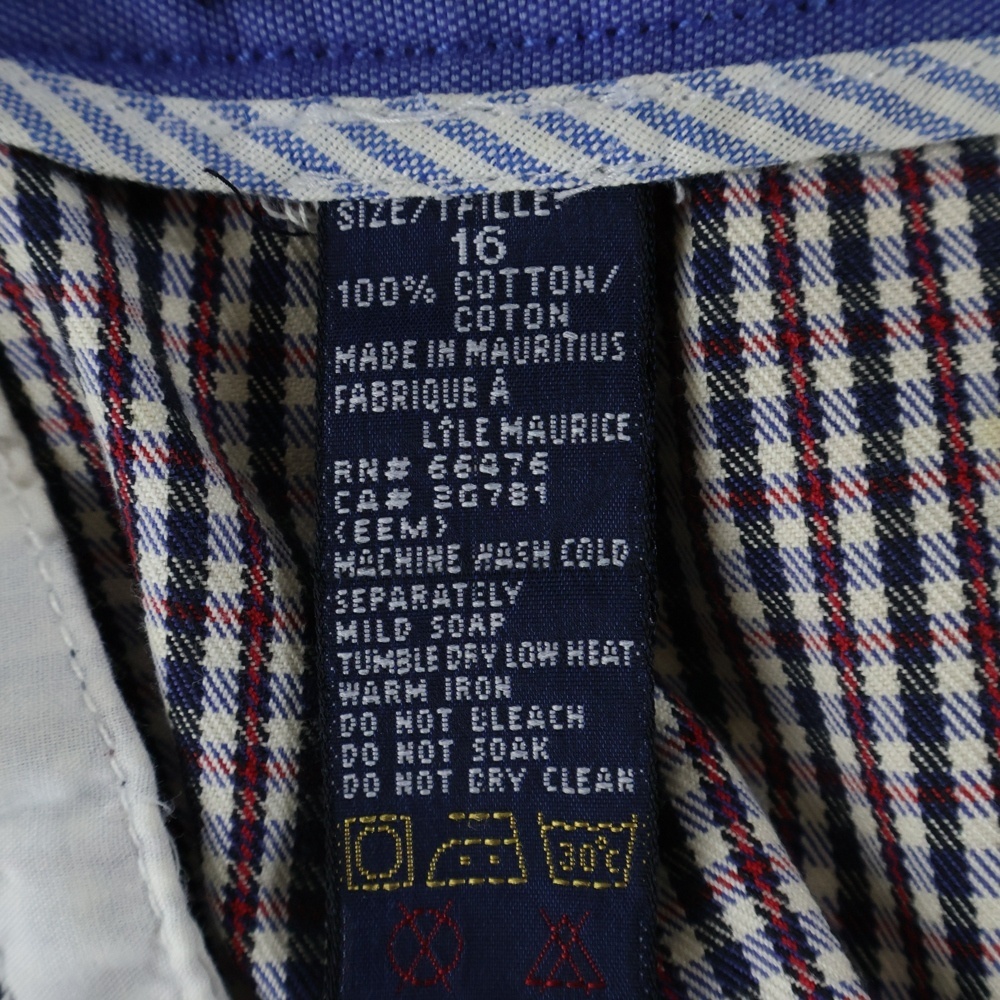 SIZE/TAILLE:
16
100% COTTON/
COTON
MADE IN MAURITIUS
FABRIQUE À
LÎLE MAURICE
RN# 66476
CA# 30781
(EEM)
MACHINE WASH COLD
SEPARATELY
MILD SOAP
TUMBLE DRY LOW HEAT
WARM IRON
DO NOT BLEACH
DO NOT SOAK
DO NOT DRY CLEAN
30°C